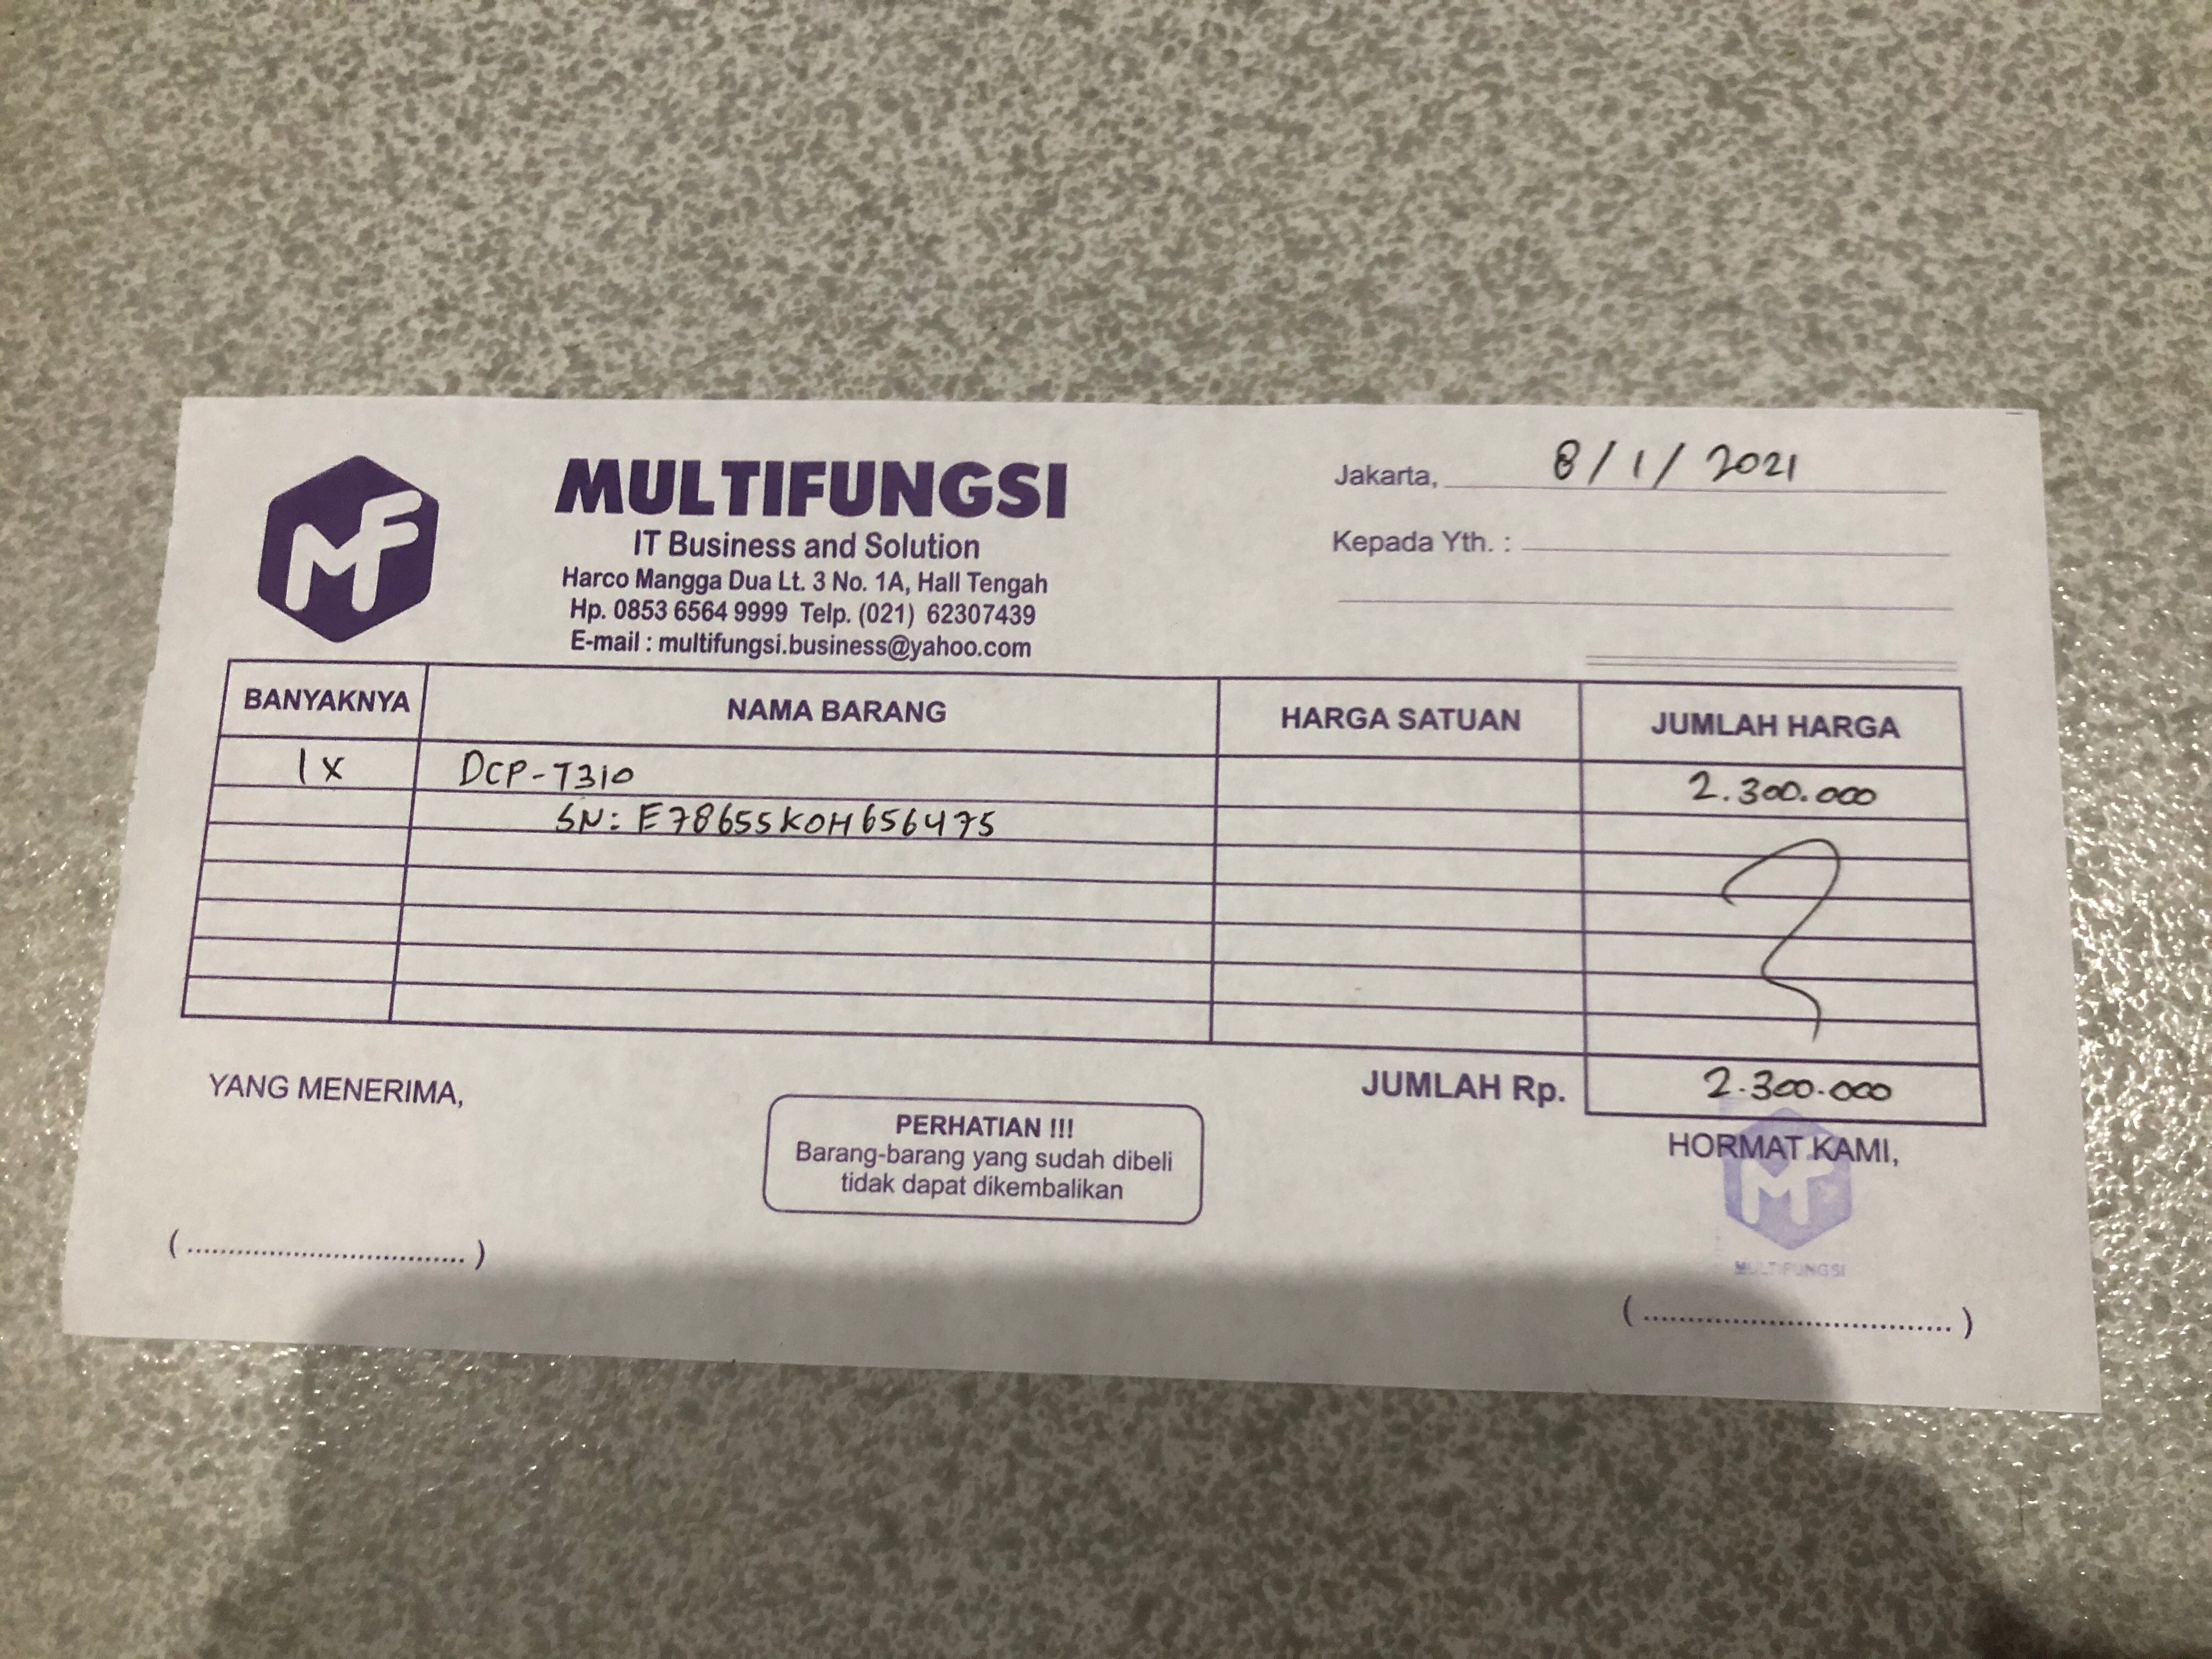 MF
MULTIFUNGSI
IT Business and Solution
Harco Mangga Dua Lt. 3 No. 1A, Hall Tengah
Hp. 0853 6564 9999 Telp. (021) 62307439
E-mail : multifungsi.business@yahoo.com
Jakarta, 8/1/2021
Kepada Yth. :
BANYAKNYA NAMA BARANG HARGA SATUAN JUMLAH HARGA
1x DCP-T310 2.300.000
SN: E78655K0H656475
JUMLAH Rp. 2.300.000
YANG MENERIMA,
PERHATIAN !!!
Barang-barang yang sudah dibeli
tidak dapat dikembalikan
HORMAT KAMI,
MF
MULTIFUNGSI
(..................................)
(..................................)